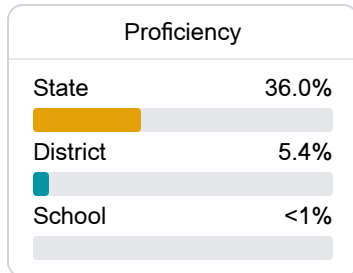 Proficiency
State 36.0%
District 5.4%
School <1%